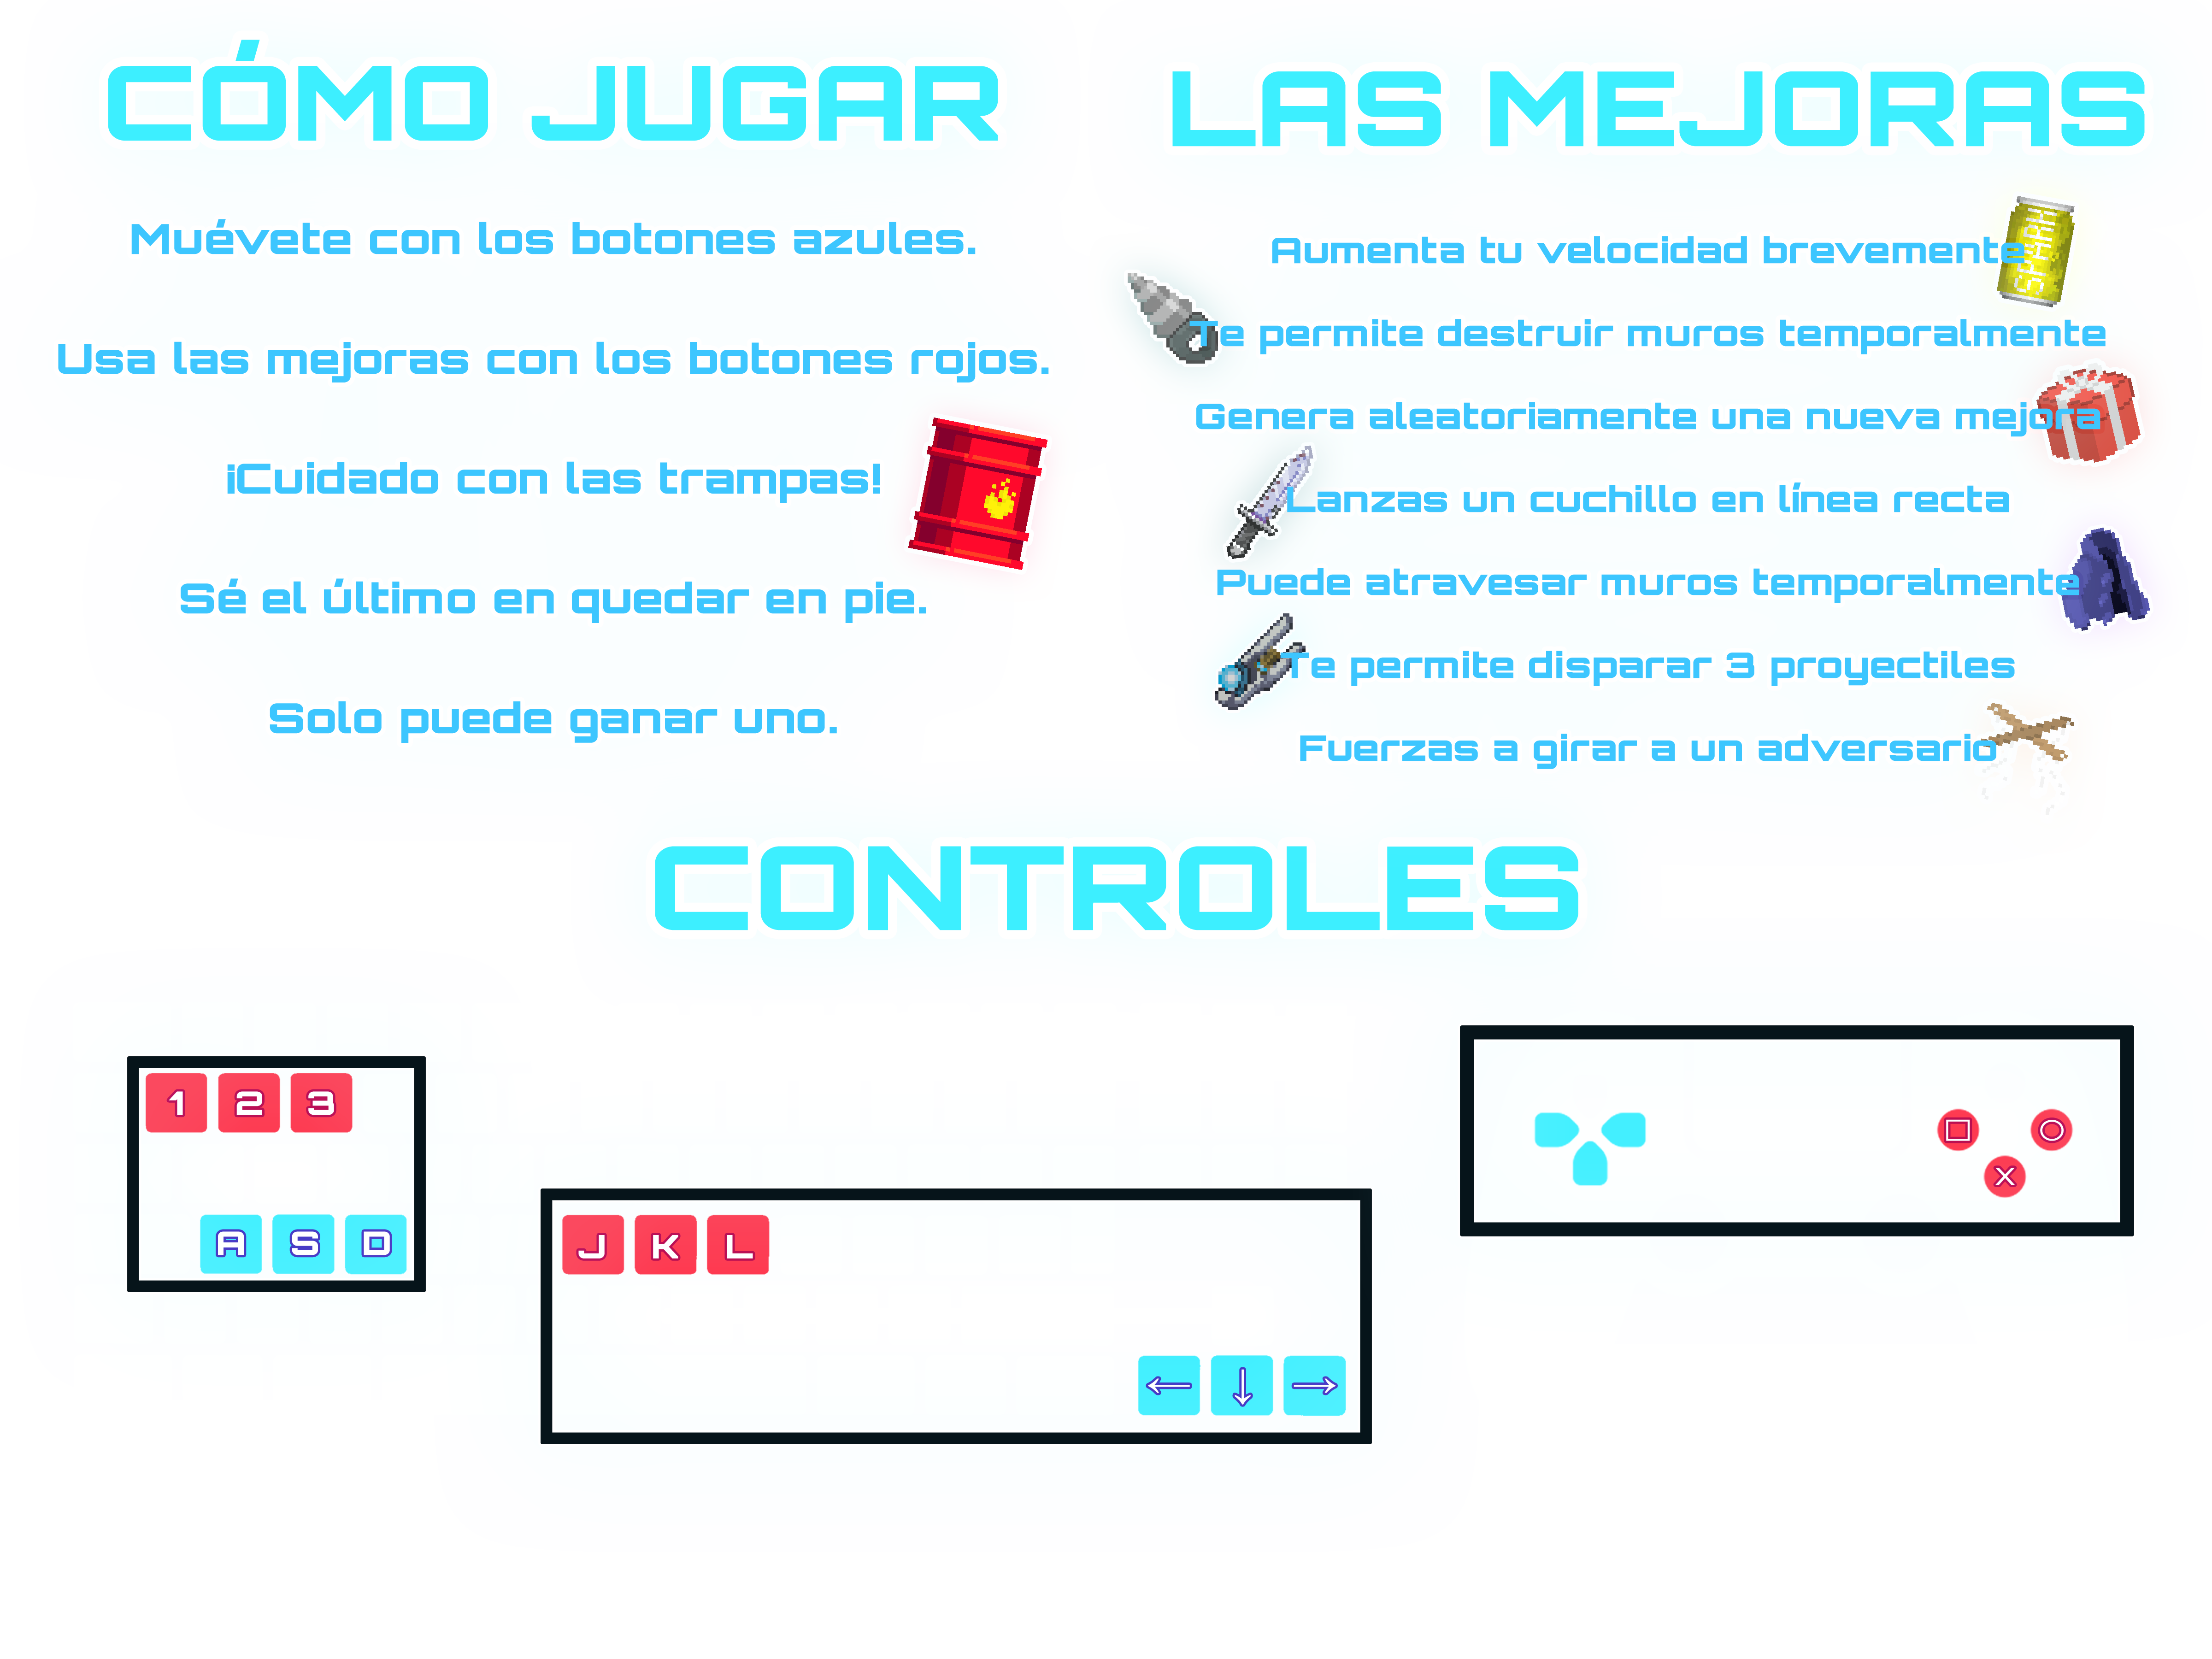 CÓMO JUGAR
Muévete con los botones azules.
Usa las mejoras con los botones rojos.
¡Cuidado con las trampas!
Sé el último en quedar en pie.
Solo puede ganar uno.
LAS MEJORAS
Aumenta tu velocidad brevemente
Te permite destruir muros temporalmente
Genera aleatoriamente una nueva mejora
Lanzas un cuchillo en línea recta
Puede atravesar muros temporalmente
Te permite disparar 3 proyectiles
Fuerzas a girar a un adversario
CONTROLES
1 2 3
A S D
J K L
← ↓ →